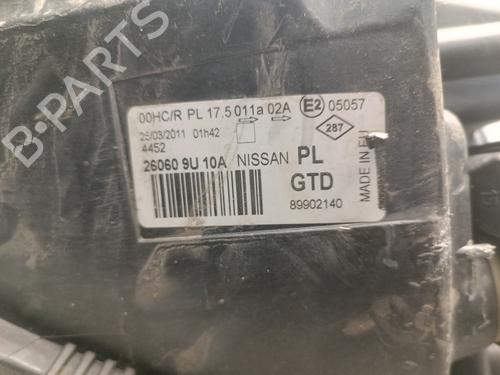 00HC/R PL 17.5 011a 02A E2 05057
25/03/2011 01h42
4452
287
26060 9U 10A NISSAN PL
GTD
89902140
MADE IN EU
B-PARTS